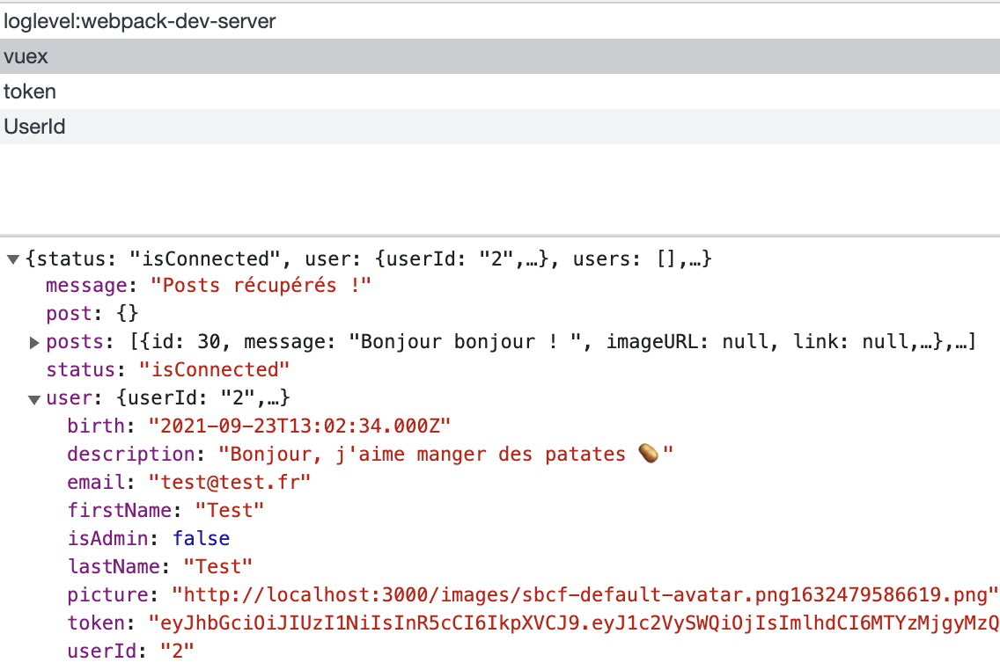 loglevel:webpack-dev-server
vuex
token
UserId
{status: "isConnected", user: {userId: "2",…}, users: [],…}
message: "Posts récupérés !"
post: {}
posts: [{id: 30, message: "Bonjour bonjour ! ", imageURL: null, link: null,…},…]
status: "isConnected"
user: {userId: "2",…}
birth: "2021-09-23T13:02:34.000Z"
description: "Bonjour, j'aime manger des patates 🥔"
email: "test@test.fr"
firstName: "Test"
isAdmin: false
lastName: "Test"
picture: "http://localhost:3000/images/sbcf-default-avatar.png1632479586619.png"
token: "eyJhbGciOiJIUzI1NiIsInR5cCI6IkpXVCJ9.eyJ1c2VySWQiOjIsImlhdCI6MTYzMjgyMzQ
userId: "2"